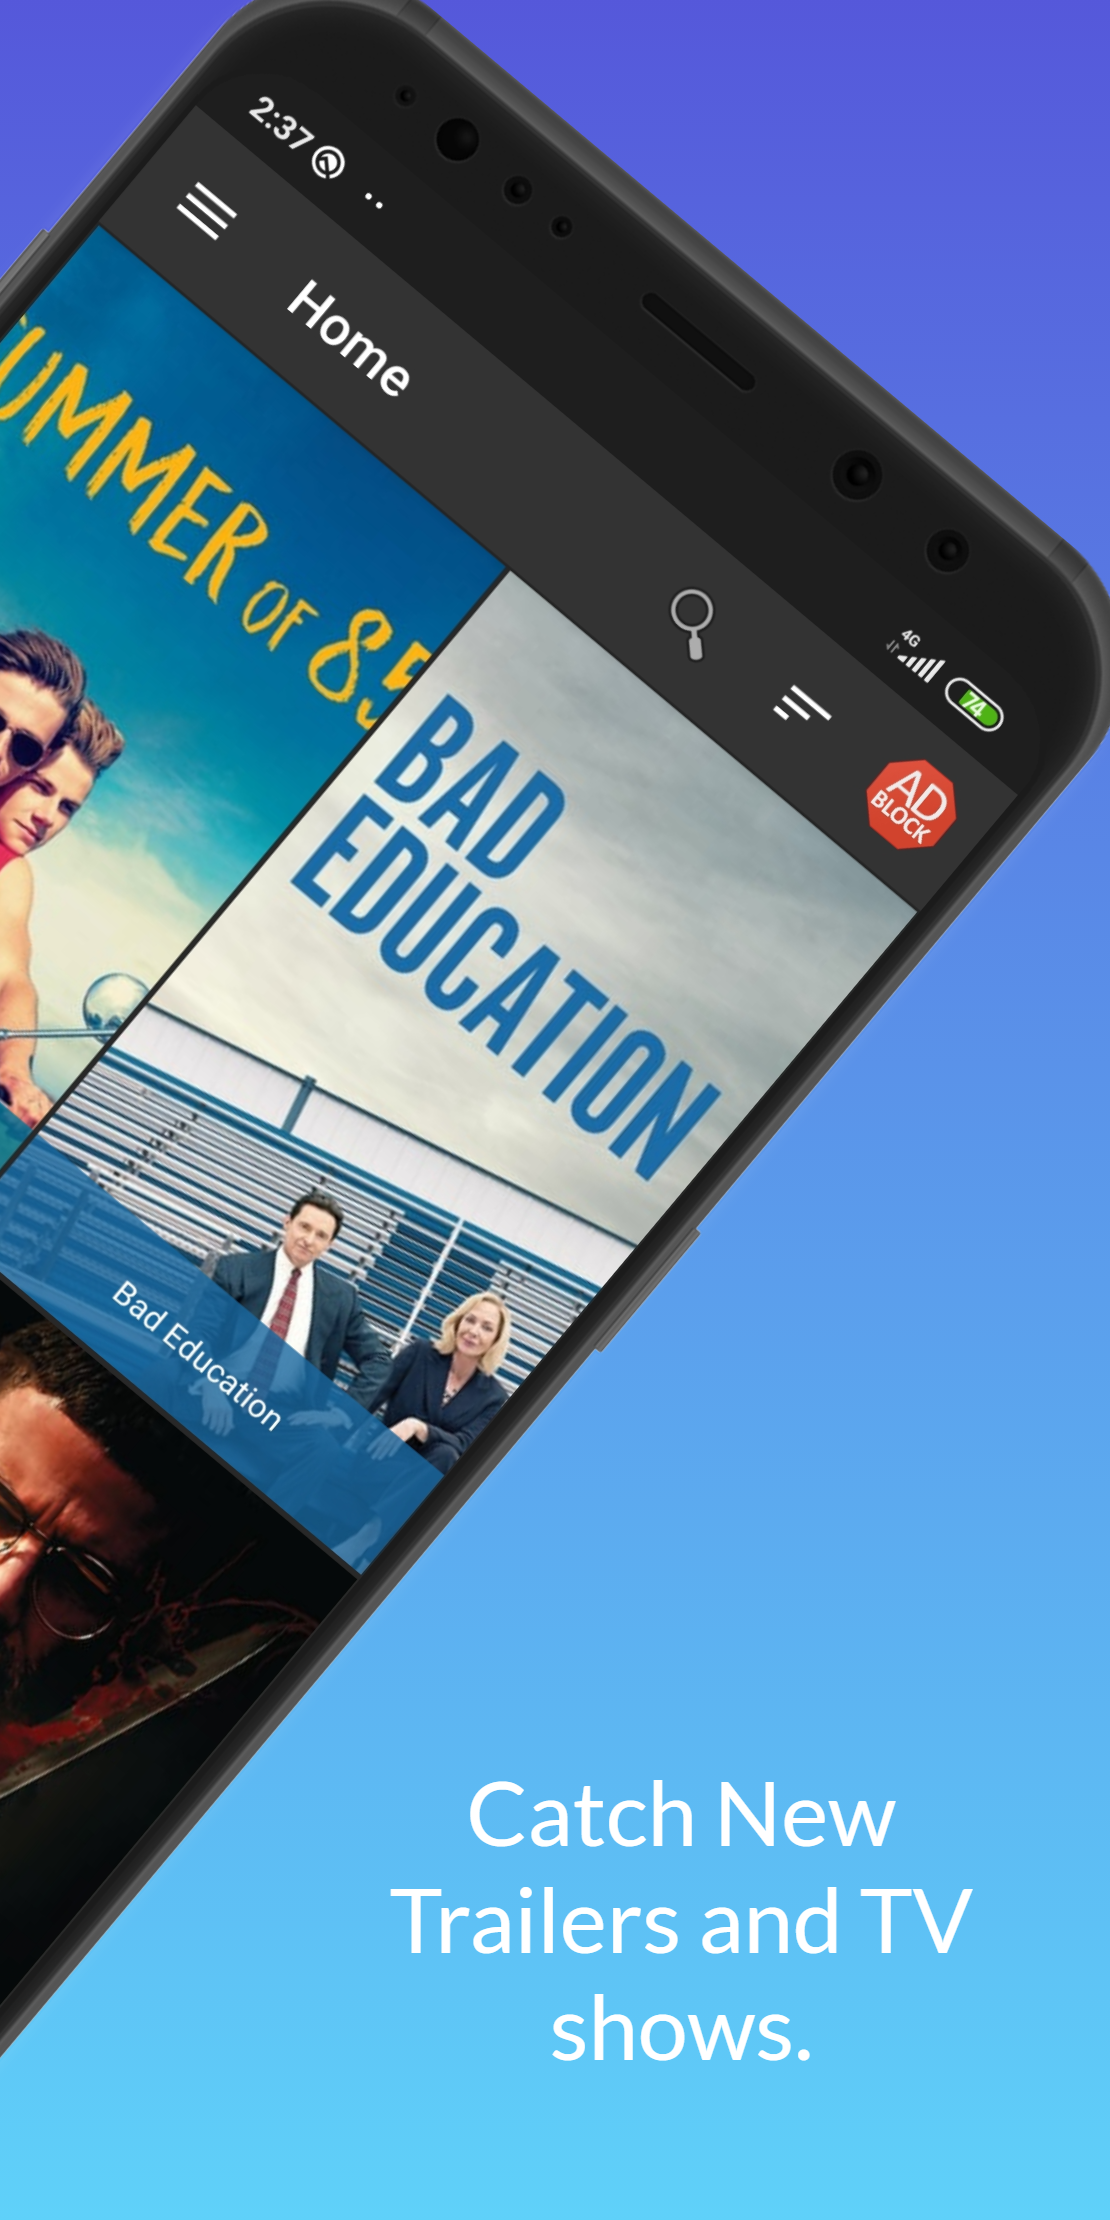 2:37
4G
74
Home
AD
BLOCK
SUMMER OF 85
BAD
EDUCATION
Bad Education
Catch New
Trailers and TV
shows.